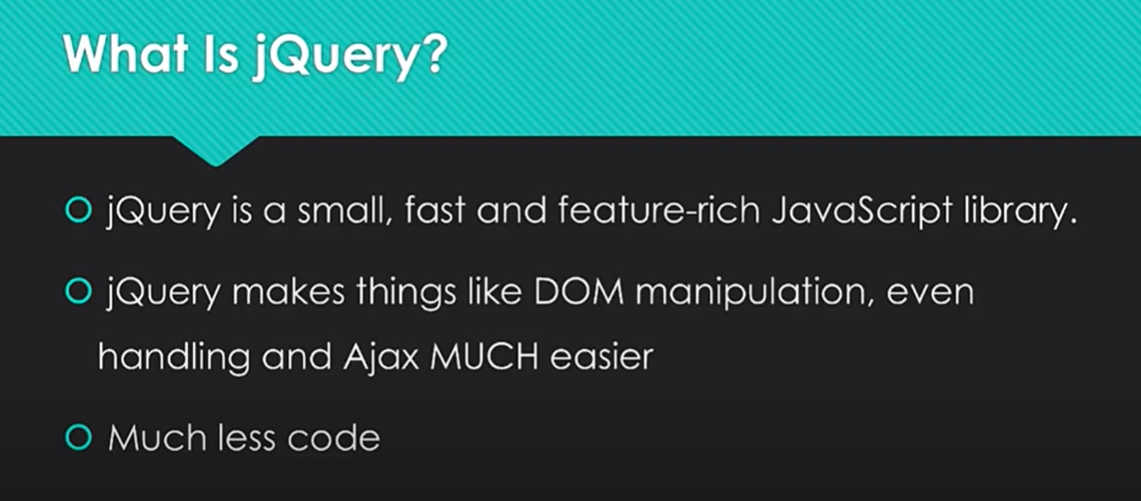 What Is jQuery?
jQuery is a small, fast and feature-rich JavaScript library.
jQuery makes things like DOM manipulation, even
handling and Ajax MUCH easier
Much less code